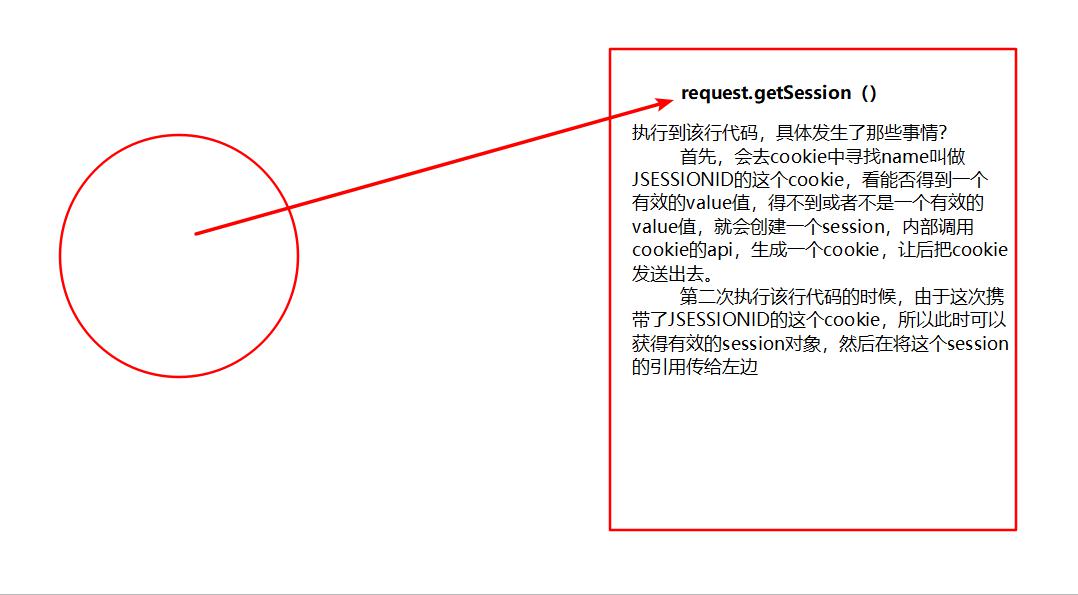 request.getSession（）
执行到该行代码，具体发生了那些事情？
首先，会去cookie中寻找name叫做
JSESSIONID的这个cookie，看能否得到一个
有效的value值，得不到或者不是一个有效的
value值，就会创建一个session，内部调用
cookie的api，生成一个cookie，让后把cookie
发送出去。
第二次执行该行代码的时候，由于这次携
带了JSESSIONID的这个cookie，所以此时可以
获得有效的session对象，然后在将这个session
的引用传给左边